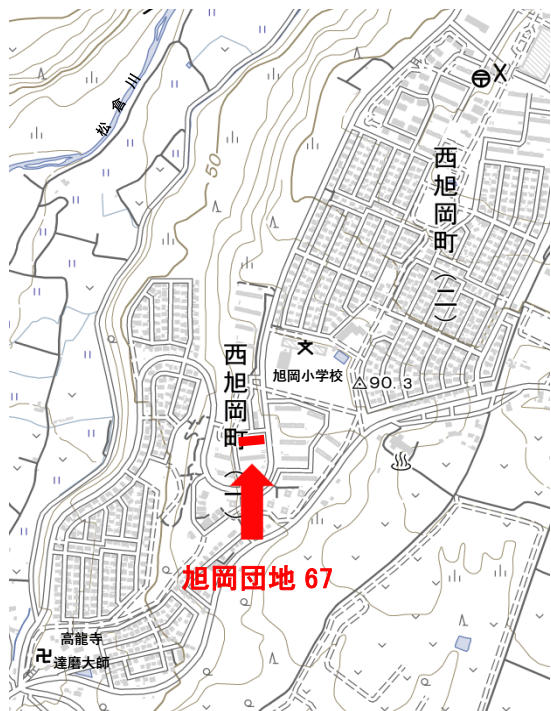 松倉川
50
西旭岡町（二）
西旭岡町（一）
旭岡小学校
90.3
旭岡団地 67
高龍寺
達磨大師